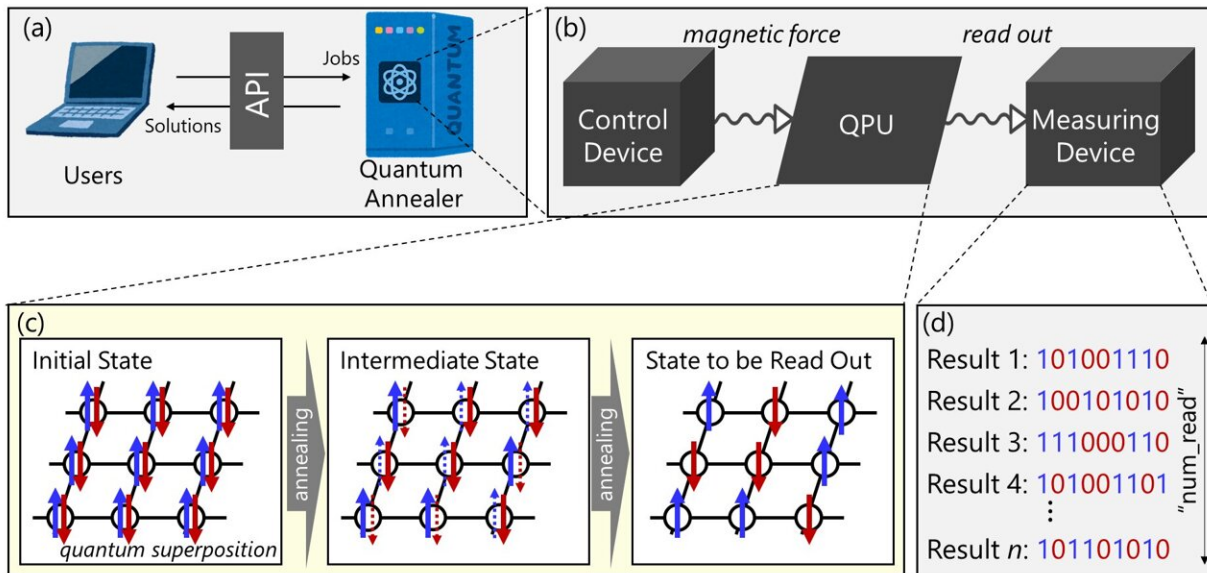 (a)
Jobs
API
Solutions
QUANTUM
Users
Quantum
Annealer
(b)
magnetic force
read out
Control
Device
QPU
Measuring
Device
(c)
Initial State
quantum superposition
annealing
Intermediate State
annealing
State to be Read Out
(d)
Result 1: 101001110
Result 2: 100101010
Result 3: 111000110
Result 4: 101001101
⋮
Result n: 101101010
"num_read"